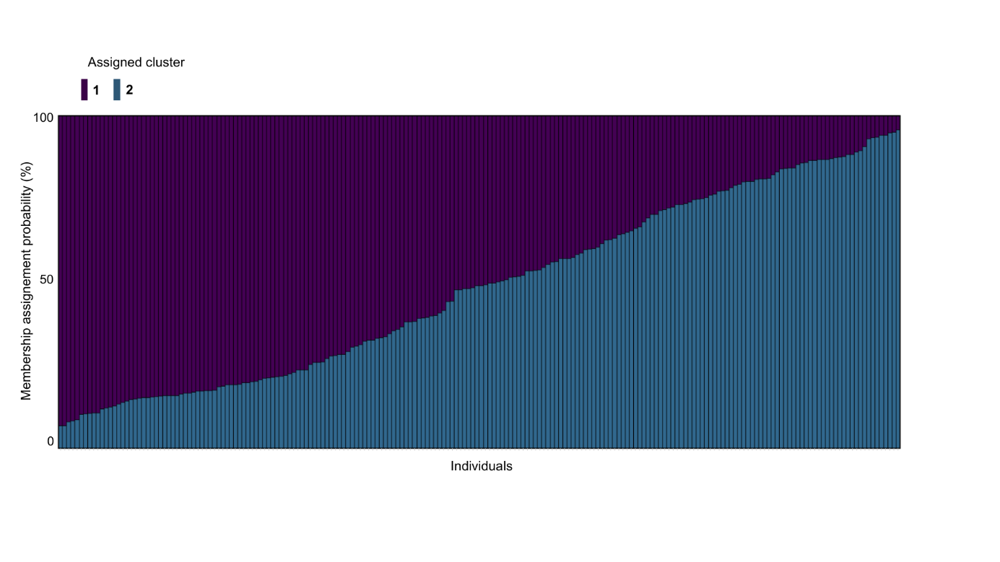 Assigned cluster
1 2
100
50
0
Membership assignement probability (%)
Individuals